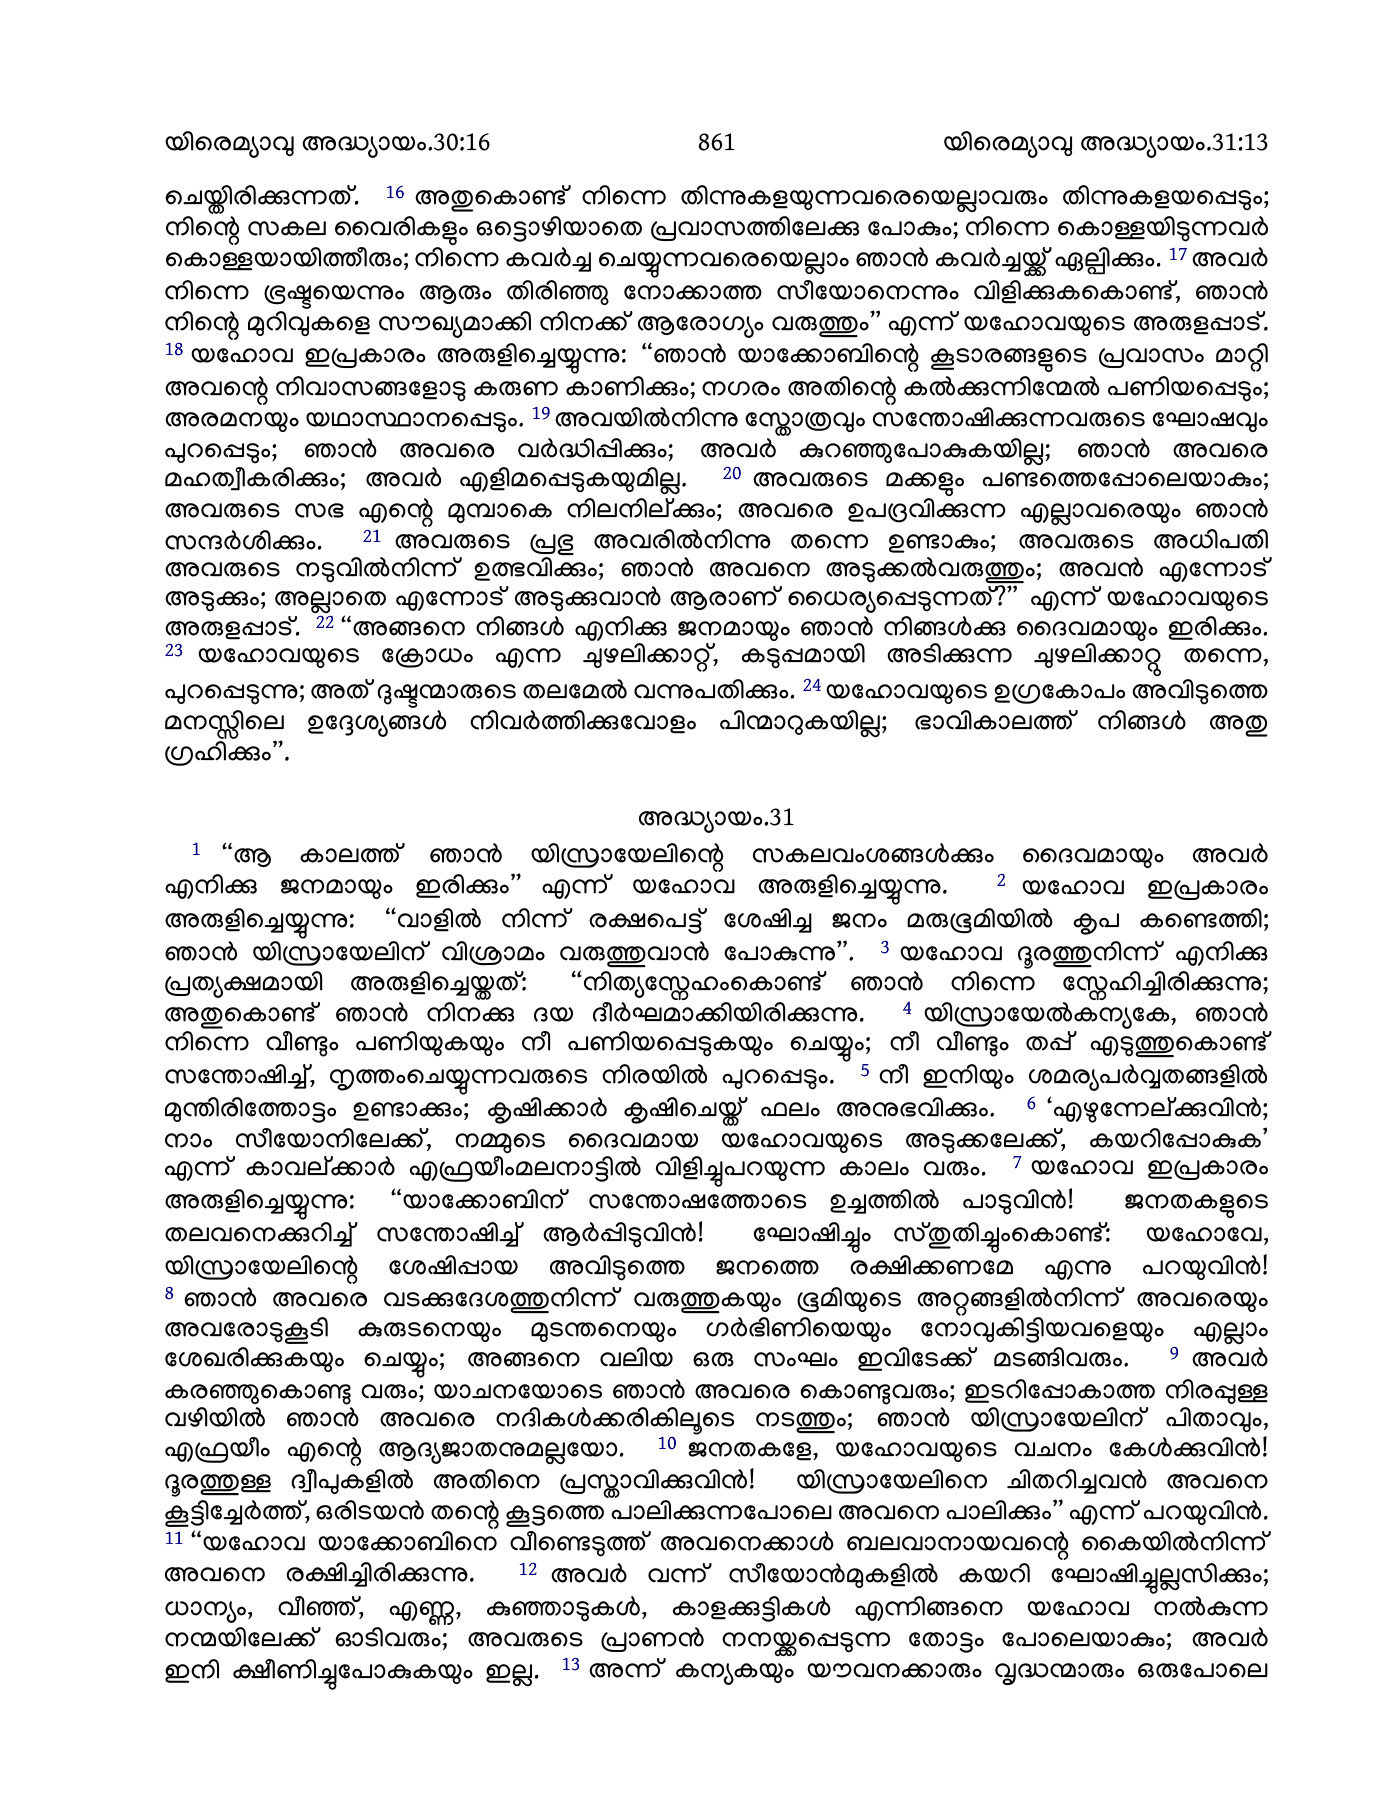 യിരെമ്യാവു അദ്ധ്യായം.30:16 861 യിരെമ്യാവു അദ്ധ്യായം.31:13
ചെയ്തിരിക്കുന്നത്. 16 അതുകൊണ്ട് നിന്നെ തിന്നുകളയുന്നവരെയെല്ലാവരും തിന്നുകളയപ്പെടും;
നിന്റെ സകല വൈരികളും ഒട്ടൊഴിയാതെ പ്രവാസത്തിലേക്കു പോകും; നിന്നെ കൊള്ളയിടുന്നവർ
കൊള്ളയായിത്തീരും; നിന്നെ കവർച്ച ചെയ്യുന്നവരെയെല്ലാം ഞാൻ കവർച്ചയ്ക്ക് ഏല്പിക്കും. 17 അവർ
നിന്നെ ഭ്രഷ്ടയെന്നും ആരും തിരിഞ്ഞു നോക്കാത്ത സീയോനെന്നും വിളിക്കുകകൊണ്ട്, ഞാൻ
നിന്റെ മുറിവുകളെ സൗഖ്യമാക്കി നിനക്ക് ആരോഗ്യം വരുത്തും” എന്ന് യഹോവയുടെ അരുളപ്പാട്.
18 യഹോവ ഇപ്രകാരം അരുളിച്ചെയ്യുന്നു: “ഞാൻ യാക്കോബിന്റെ കൂടാരങ്ങളുടെ പ്രവാസം മാറ്റി
അവന്റെ നിവാസങ്ങളോടു കരുണ കാണിക്കും; നഗരം അതിന്റെ കൽക്കുന്നിന്മേൽ പണിയപ്പെടും;
അരമനയും യഥാസ്ഥാനപ്പെടും. 19 അവയിൽനിന്നു സ്തോത്രവും സന്തോഷിക്കുന്നവരുടെ ഘോഷവും
പുറപ്പെടും; ഞാൻ അവരെ വർദ്ധിപ്പിക്കും; അവർ കുറഞ്ഞുപോകുകയില്ല; ഞാൻ അവരെ
മഹത്വീകരിക്കും; അവർ എളിമപ്പെടുകയുമില്ല. 20 അവരുടെ മക്കളും പണ്ടത്തെപ്പോലെയാകും;
അവരുടെ സഭ എന്റെ മുമ്പാകെ നിലനില്ക്കും; അവരെ ഉപദ്രവിക്കുന്ന എല്ലാവരെയും ഞാൻ
സന്ദർശിക്കും. 21 അവരുടെ പ്രഭു അവരിൽനിന്നു തന്നെ ഉണ്ടാകും; അവരുടെ അധിപതി
അവരുടെ നടുവിൽനിന്ന് ഉത്ഭവിക്കും; ഞാൻ അവനെ അടുക്കൽവരുത്തും; അവൻ എന്നോട്
അടുക്കും; അല്ലാതെ എന്നോട് അടുക്കുവാൻ ആരാണ് ധൈര്യപ്പെടുന്നത്?” എന്ന് യഹോവയുടെ
അരുളപ്പാട്. 22 “അങ്ങനെ നിങ്ങൾ എനിക്കു ജനമായും ഞാൻ നിങ്ങൾക്കു ദൈവമായും ഇരിക്കും.
23 യഹോവയുടെ ക്രോധം എന്ന ചുഴലിക്കാറ്റ്, കടുപ്പമായി അടിക്കുന്ന ചുഴലിക്കാറ്റു തന്നെ,
പുറപ്പെടുന്നു; അത് ദുഷ്ടന്മാരുടെ തലമേൽ വന്നുപതിക്കും. 24 യഹോവയുടെ ഉഗ്രകോപം അവിടുത്തെ
മനസ്സിലെ ഉദ്ദേശ്യങ്ങൾ നിവർത്തിക്കുവോളം പിന്മാറുകയില്ല; ഭാവികാലത്ത് നിങ്ങൾ അതു
ഗ്രഹിക്കും”.
അദ്ധ്യായം.31
1 “ആ കാലത്ത് ഞാൻ യിസ്രായേലിന്റെ സകലവംശങ്ങൾക്കും ദൈവമായും അവർ
എനിക്കു ജനമായും ഇരിക്കും” എന്ന് യഹോവ അരുളിച്ചെയ്യുന്നു. 2 യഹോവ ഇപ്രകാരം
അരുളിച്ചെയ്യുന്നു: “വാളിൽ നിന്ന് രക്ഷപെട്ട് ശേഷിച്ച ജനം മരുഭൂമിയിൽ കൃപ കണ്ടെത്തി;
ഞാൻ യിസ്രായേലിന് വിശ്രാമം വരുത്തുവാൻ പോകുന്നു”. 3 യഹോവ ദൂരത്തുനിന്ന് എനിക്കു
പ്രത്യക്ഷമായി അരുളിച്ചെയ്തത്: “നിത്യസ്നേഹംകൊണ്ട് ഞാൻ നിന്നെ സ്നേഹിച്ചിരിക്കുന്നു;
അതുകൊണ്ട് ഞാൻ നിനക്കു ദയ ദീർഘമാക്കിയിരിക്കുന്നു. 4 യിസ്രായേൽകന്യകേ, ഞാൻ
നിന്നെ വീണ്ടും പണിയുകയും നീ പണിയപ്പെടുകയും ചെയ്യും; നീ വീണ്ടും തപ്പ് എടുത്തുകൊണ്ട്
സന്തോഷിച്ച്, നൃത്തംചെയ്യുന്നവരുടെ നിരയിൽ പുറപ്പെടും. 5 നീ ഇനിയും ശമര്യപർവ്വതങ്ങളിൽ
മുന്തിരിത്തോട്ടം ഉണ്ടാക്കും; കൃഷിക്കാർ കൃഷിചെയ്ത് ഫലം അനുഭവിക്കും. 6 ‘എഴുന്നേല്ക്കുവിൻ;
നാം സീയോനിലേക്ക്, നമ്മുടെ ദൈവമായ യഹോവയുടെ അടുക്കലേക്ക്, കയറിപ്പോകുക’
എന്ന് കാവല്ക്കാർ എഫ്രയീംമലനാട്ടിൽ വിളിച്ചുപറയുന്ന കാലം വരും. 7 യഹോവ ഇപ്രകാരം
അരുളിച്ചെയ്യുന്നു: “യാക്കോബിന് സന്തോഷത്തോടെ ഉച്ചത്തിൽ പാടുവിൻ! ജനതകളുടെ
തലവനെക്കുറിച്ച് സന്തോഷിച്ച് ആർപ്പിടുവിൻ! ഘോഷിച്ചും സ്തുതിച്ചുംകൊണ്ട്: യഹോവേ,
യിസ്രായേലിന്റെ ശേഷിപ്പായ അവിടുത്തെ ജനത്തെ രക്ഷിക്കണമേ എന്നു പറയുവിൻ!
8 ഞാൻ അവരെ വടക്കുദേശത്തുനിന്ന് വരുത്തുകയും ഭൂമിയുടെ അറ്റങ്ങളിൽനിന്ന് അവരെയും
അവരോടുകൂടി കുരുടനെയും മുടന്തനെയും ഗർഭിണിയെയും നോവുകിട്ടിയവളെയും എല്ലാം
ശേഖരിക്കുകയും ചെയ്യും; അങ്ങനെ വലിയ ഒരു സംഘം ഇവിടേക്ക് മടങ്ങിവരും. 9 അവർ
കരഞ്ഞുകൊണ്ടു വരും; യാചനയോടെ ഞാൻ അവരെ കൊണ്ടുവരും; ഇടറിപ്പോകാത്ത നിരപ്പുള്ള
വഴിയിൽ ഞാൻ അവരെ നദികൾക്കരികിലൂടെ നടത്തും; ഞാൻ യിസ്രായേലിന് പിതാവും,
എഫ്രയീം എന്റെ ആദ്യജാതനുമല്ലയോ. 10 ജനതകളേ, യഹോവയുടെ വചനം കേൾക്കുവിൻ!
ദൂരത്തുള്ള ദ്വീപുകളിൽ അതിനെ പ്രസ്താവിക്കുവിൻ! യിസ്രായേലിനെ ചിതറിച്ചവൻ അവനെ
കൂട്ടിച്ചേർത്ത്, ഒരിടയൻ തന്റെ കൂട്ടത്തെ പാലിക്കുന്നപോലെ അവനെ പാലിക്കും” എന്ന് പറയുവിൻ.
11 “യഹോവ യാക്കോബിനെ വീണ്ടെടുത്ത് അവനെക്കാൾ ബലവാനായവന്റെ കൈയിൽനിന്ന്
അവനെ രക്ഷിച്ചിരിക്കുന്നു. 12 അവർ വന്ന് സീയോൻമുകളിൽ കയറി ഘോഷിച്ചുല്ലസിക്കും;
ധാന്യം, വീഞ്ഞ്, എണ്ണ, കുഞ്ഞാടുകൾ, കാളക്കുട്ടികൾ എന്നിങ്ങനെ യഹോവ നൽകുന്ന
നന്മയിലേക്ക് ഓടിവരും; അവരുടെ പ്രാണൻ നനയ്ക്കപ്പെടുന്ന തോട്ടം പോലെയാകും; അവർ
ഇനി ക്ഷീണിച്ചുപോകുകയും ഇല്ല. 13 അന്ന് കന്യകയും യൗവനക്കാരും വൃദ്ധന്മാരും ഒരുപോലെ